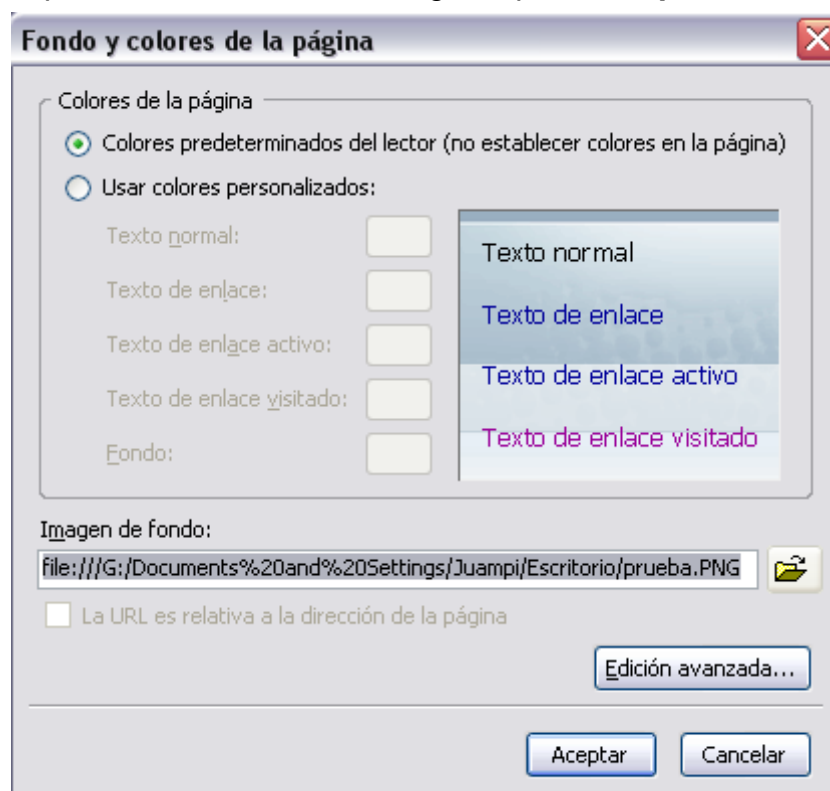 Fondo y colores de la página
Colores de la página
Colores predeterminados del lector (no establecer colores en la página)
Usar colores personalizados:
Texto normal:
Texto de enlace:
Texto de enlace activo:
Texto de enlace visitado:
Fondo:
Texto normal
Texto de enlace
Texto de enlace activo
Texto de enlace visitado
Imagen de fondo:
file:///G:/Documents%20and%20Settings/Juampi/Escritorio/prueba.PNG
La URL es relativa a la dirección de la página
Edición avanzada...
Aceptar Cancelar